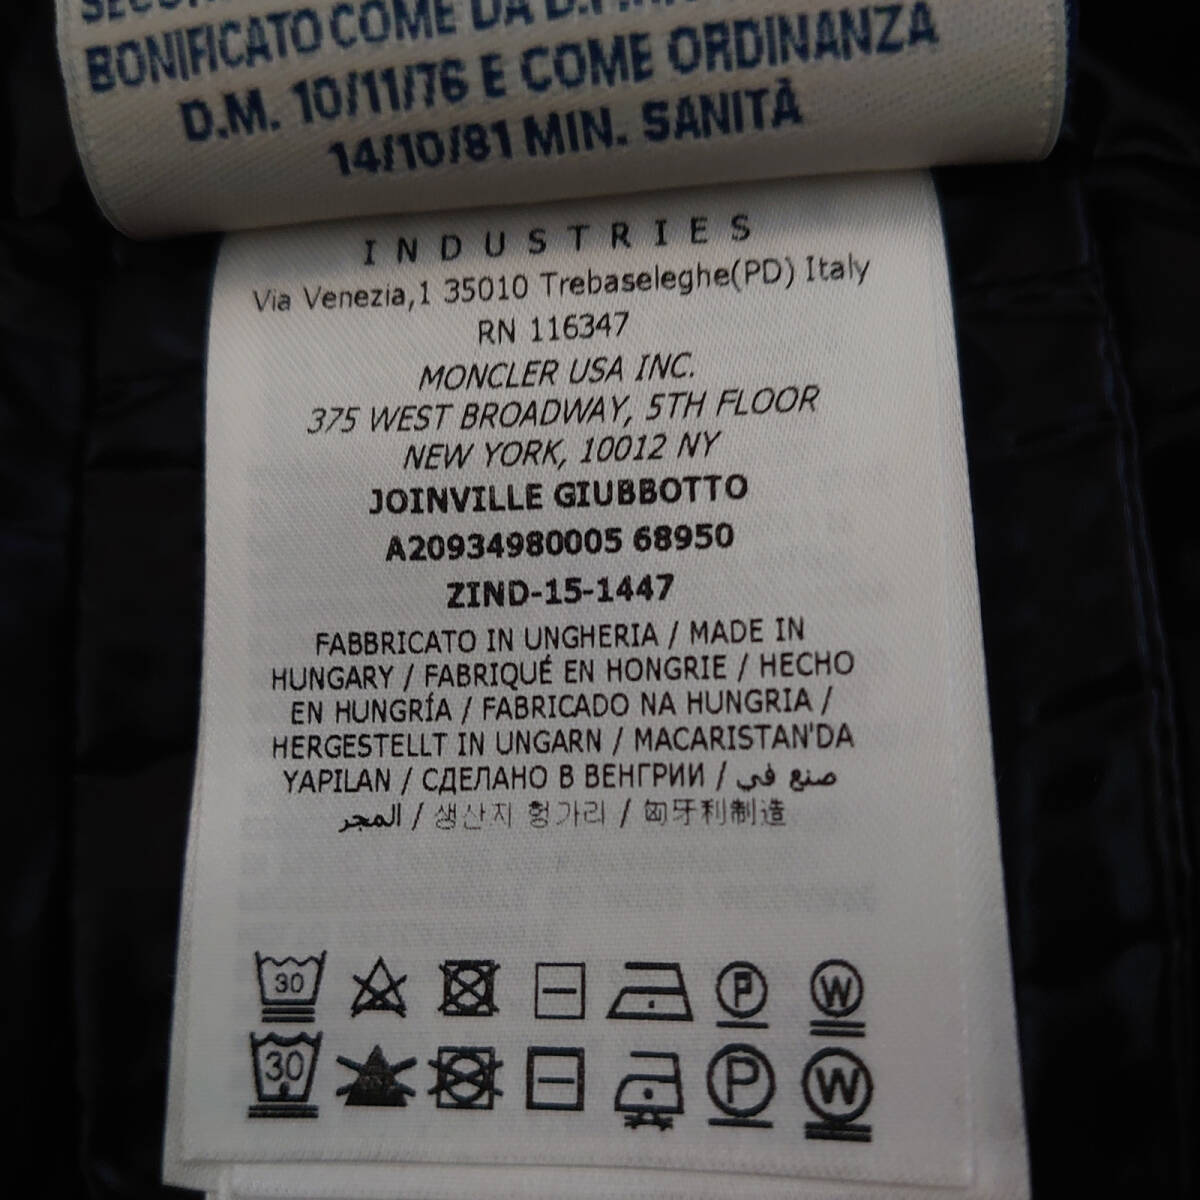 BONIFICATO COME DA
D.M. 10/11/76 E COME ORDINANZA
14/10/81 MIN. SANITÀ
INDUSTRIES
Via Venezia,1 35010 Trebaseleghe(PD) Italy
RN 116347
MONCLER USA INC.
375 WEST BROADWAY, 5TH FLOOR
NEW YORK, 10012 NY
JOINVILLE GIUBBOTTO
A20934980005 68950
ZIND-15-1447
FABBRICATO IN UNGHERIA / MADE IN
HUNGARY / FABRIQUÉ EN HONGRIE / HECHO
EN HUNGRÍA / FABRICADO NA HUNGRIA /
HERGESTELLT IN UNGARN / MACARISTAN'DA
YAPILAN / СДЕЛАНО В ВЕНГРИИ / صنع في
المجر / 생산지 헝가리 / 匈牙利制造
30 P W
30 P W